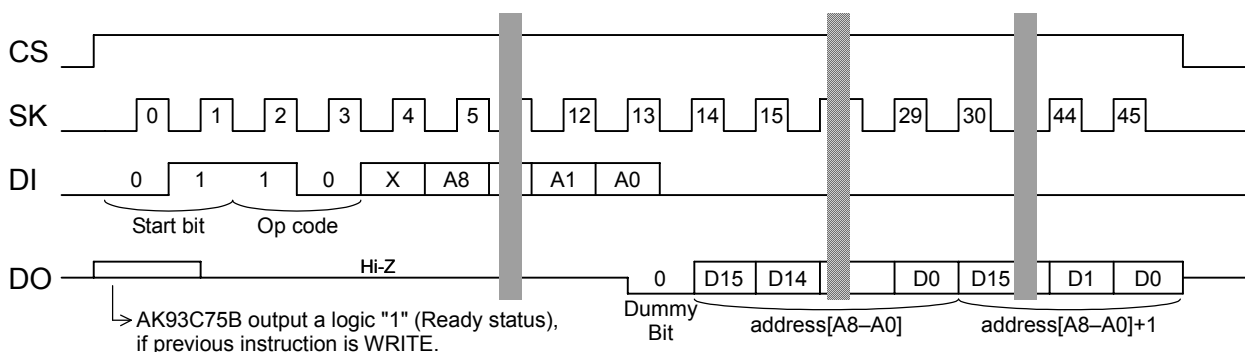 CS
SK 0 1 2 3 4 5 12 13 14 15 29 30 44 45
DI 0 1 1 0 X A8 A1 A0
Start bit Op code
DO Hi-Z 0 D15 D14 D0 D15 D1 D0
Dummy
Bit
address[A8–A0] address[A8–A0]+1
AK93C75B output a logic "1" (Ready status),
if previous instruction is WRITE.